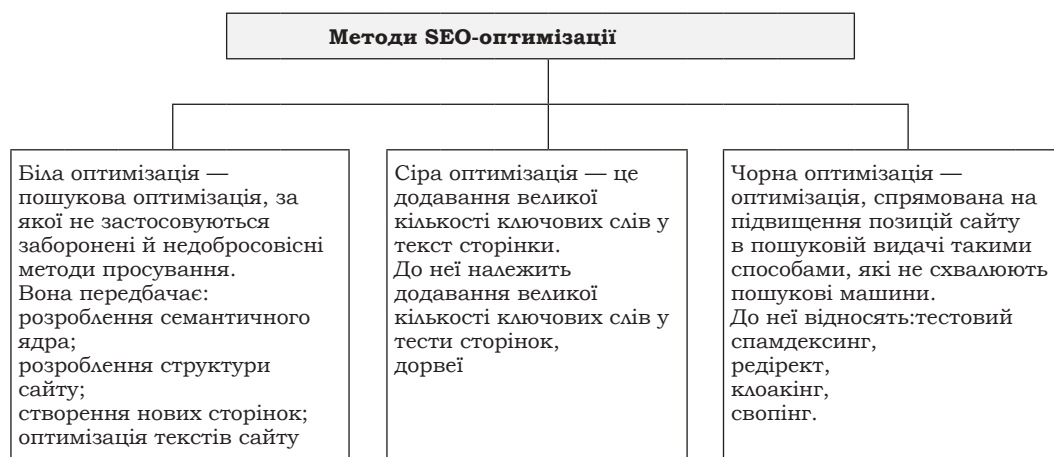 Методи SEO-оптимізації
Біла оптимізація —
пошукова оптимізація, за
якої не застосовуються
заборонені й недобросовісні
методи просування.
Вона передбачає:
розроблення семантичного
ядра;
розроблення структури
сайту;
створення нових сторінок;
оптимізація текстів сайту
Сіра оптимізація — це
додавання великої
кількості ключових слів у
текст сторінки.
До неї належить
додавання великої
кількості ключових слів у
тести сторінок,
дорвеї
Чорна оптимізація —
оптимізація, спрямована на
підвищення позицій сайту
в пошуковій видачі такими
способами, які не схвалюють
пошукові машини.
До неї відносять:тестовий
спамдексинг,
редірект,
клоакінг,
свопінг.